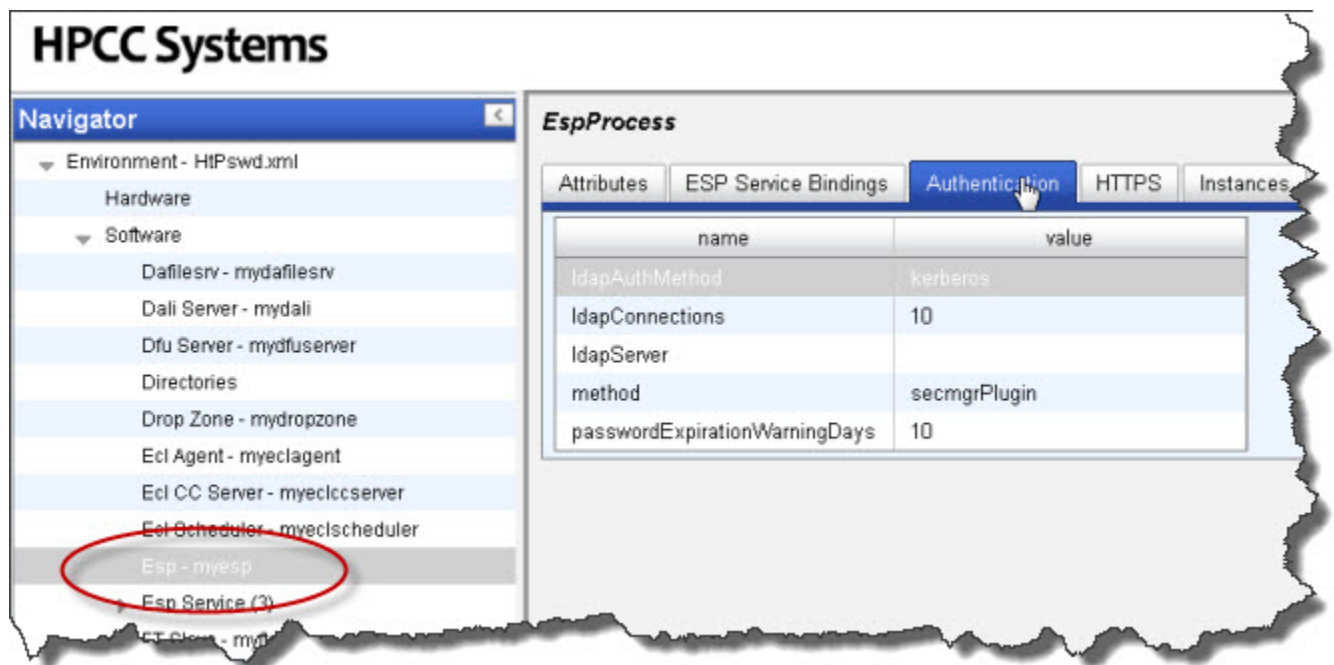 HPCC Systems
Navigator
Environment - HtPswd.xml
Hardware
Software
Dafilesrv - mydafilesrv
Dali Server - mydali
Dfu Server - mydfuserver
Directories
Drop Zone - mydropzone
Ecl Agent - myeclagent
Ecl CC Server - myeclccserver
Ecl Scheduler - myeclscheduler
Esp - myesp
Esp Service (3)
EspProcess
Attributes ESP Service Bindings Authentication HTTPS Instances
name value
ldapAuthMethod kerberos
ldapConnections 10
ldapServer
method secmgrPlugin
passwordExpirationWarningDays 10